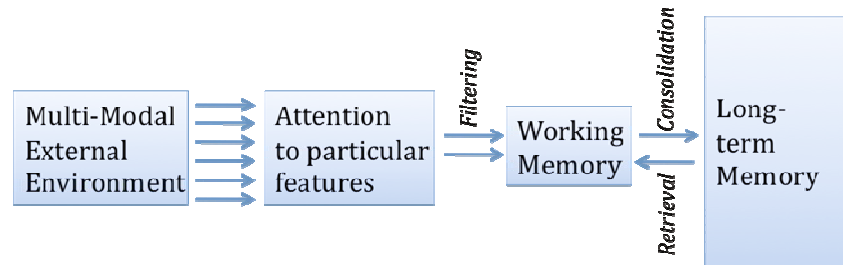 Multi-Modal
External
Environment
Attention
to particular
features
Filtering
Working
Memory
Consolidation
Retrieval
Long-
term
Memory